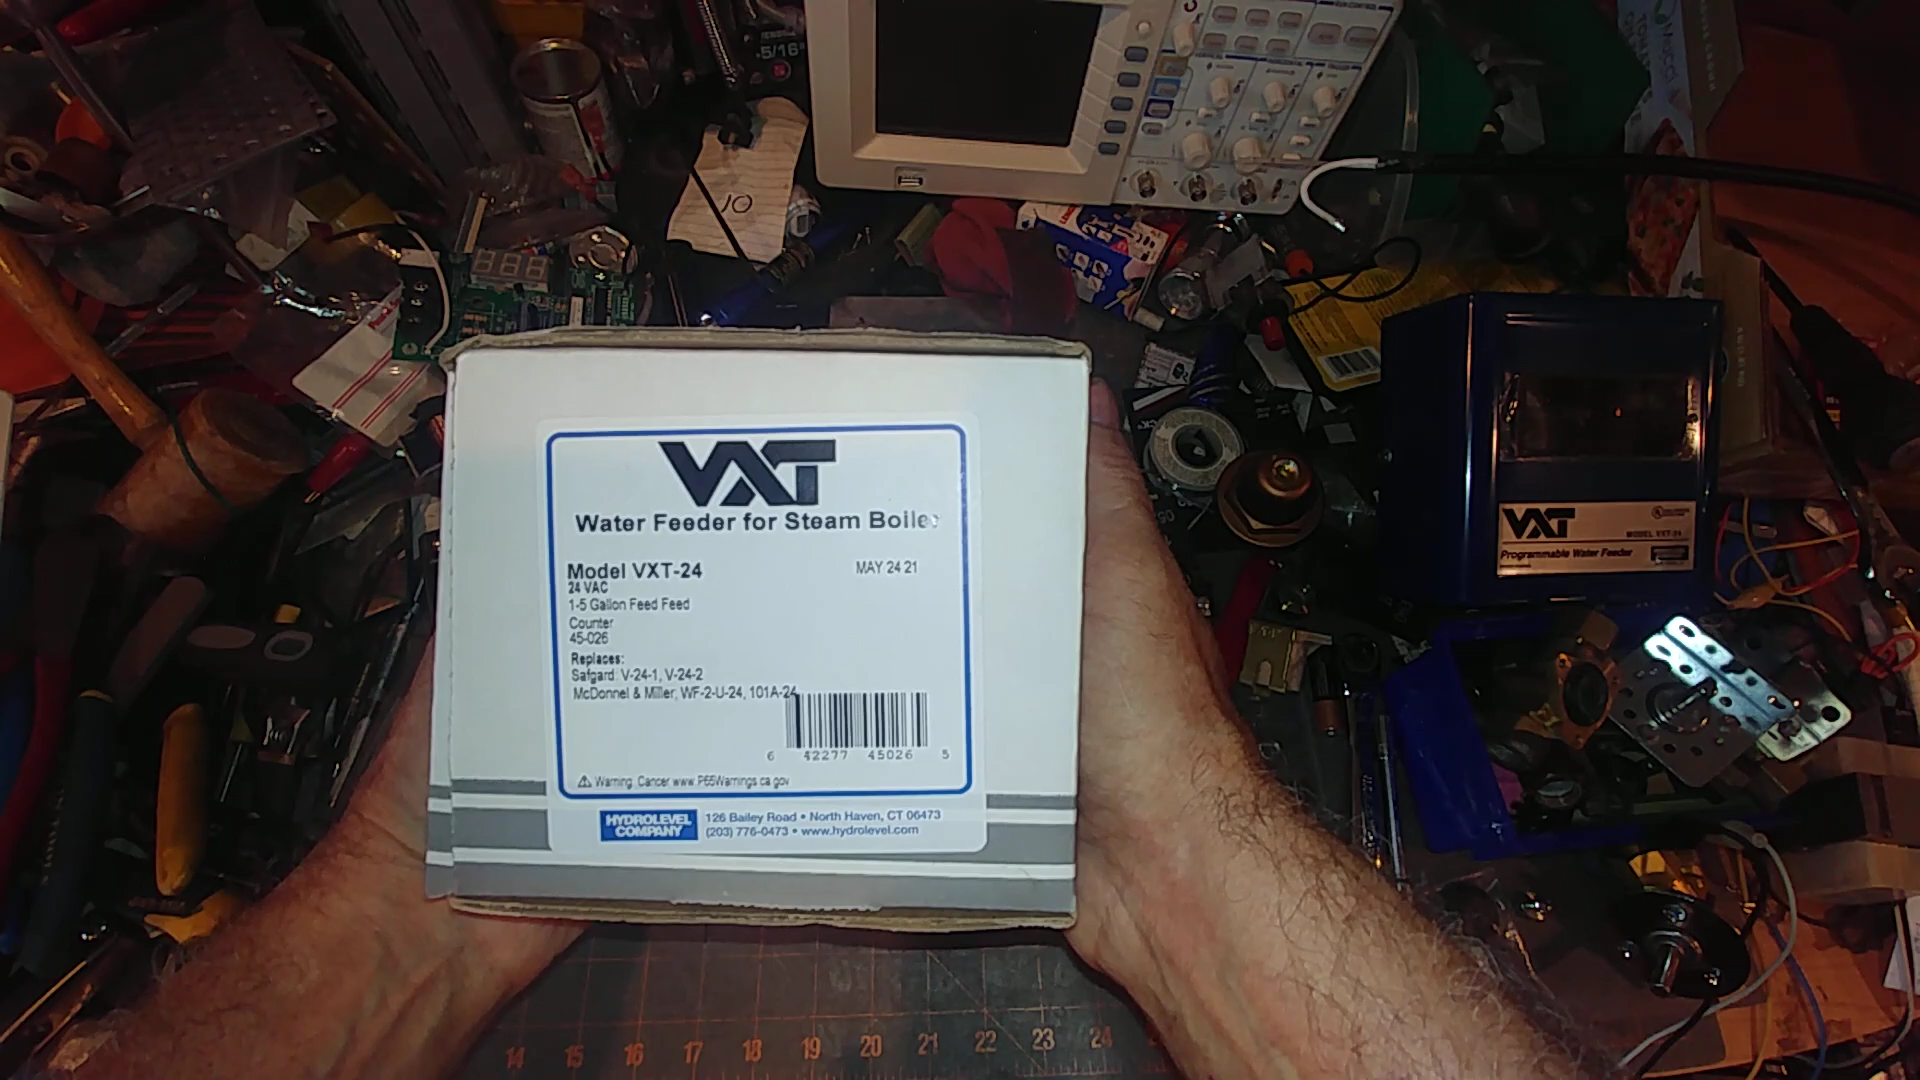 5/16"
10
VXT
Water Feeder for Steam Boiler
Model VXT-24
MAY 24 21
24 VAC
1-5 Gallon Feed Feed
Counter
45-026
Replaces:
Safgard: V-24-1, V-24-2
McDonnel & Miller, WF-2-U-24, 101A-24
6 42277 45026 5
⚠ Warning: Cancer www.P65Warnings.ca.gov
HYDROLEVEL
COMPANY
126 Bailey Road • North Haven, CT 06473
(203) 776-0473 • www.hydrolevel.com
VXT
MODEL VXT-24
Programmable Water Feeder
14 15 16 17 18 19 20 21 22 23 24